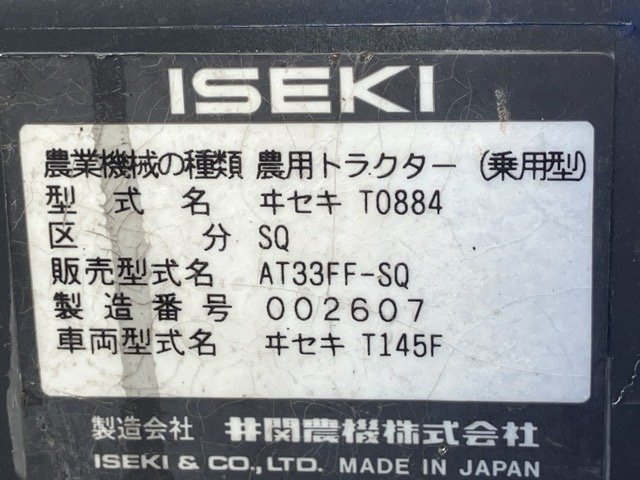 ISEKI
農業機械の種類 農用トラクター (乗用型)
型式名 ヰセキ T0884
区分 SQ
販売型式名 AT33FF-SQ
製造番号 002607
車両型式名 ヰセキ T145F
製造会社 井関農機株式会社
ISEKI & CO., LTD. MADE IN JAPAN